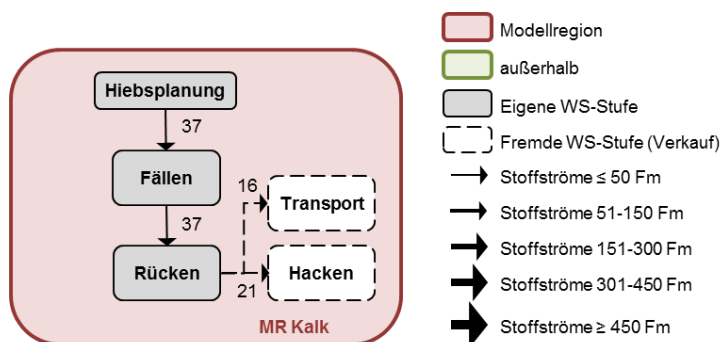 Hiebsplanung
37
Fällen
37
16
Transport
Rücken
Hacken
21
MR Kalk
Modellregion
außerhalb
Eigene WS-Stufe
Fremde WS-Stufe (Verkauf)
Stoffströme ≤ 50 Fm
Stoffströme 51-150 Fm
Stoffströme 151-300 Fm
Stoffströme 301-450 Fm
Stoffströme ≥ 450 Fm